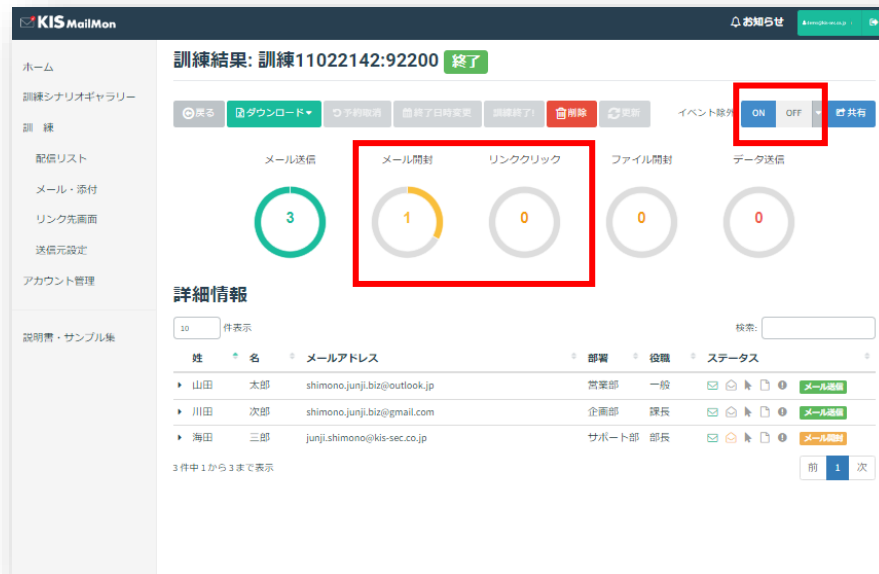 KIS MailMon
お知らせ
ホーム
訓練シナリオギャラリー
訓 練
配信リスト
メール・添付
リンク先画面
送信元設定
アカウント管理
説明書・サンプル集
訓練結果: 訓練11022142:92200 終了
戻る ダウンロード 予約取消 終了日時変更 訓練終了! 削除 更新 イベント除外 ON OFF 共有
メール送信 メール開封 リンククリック ファイル開封 データ送信
3 1 0 0 0
詳細情報
10 件表示 検索:
姓 名 メールアドレス 部署 役職 ステータス
山田 太郎 shimono.junji.biz@outlook.jp 営業部 一般 メール送信
川田 次郎 shimono.junji.biz@gmail.com 企画部 課長 メール送信
海田 三郎 junji.shimono@kis-sec.co.jp サポート部 部長 メール開封
3 件中 1 から 3 まで表示 前 1 次